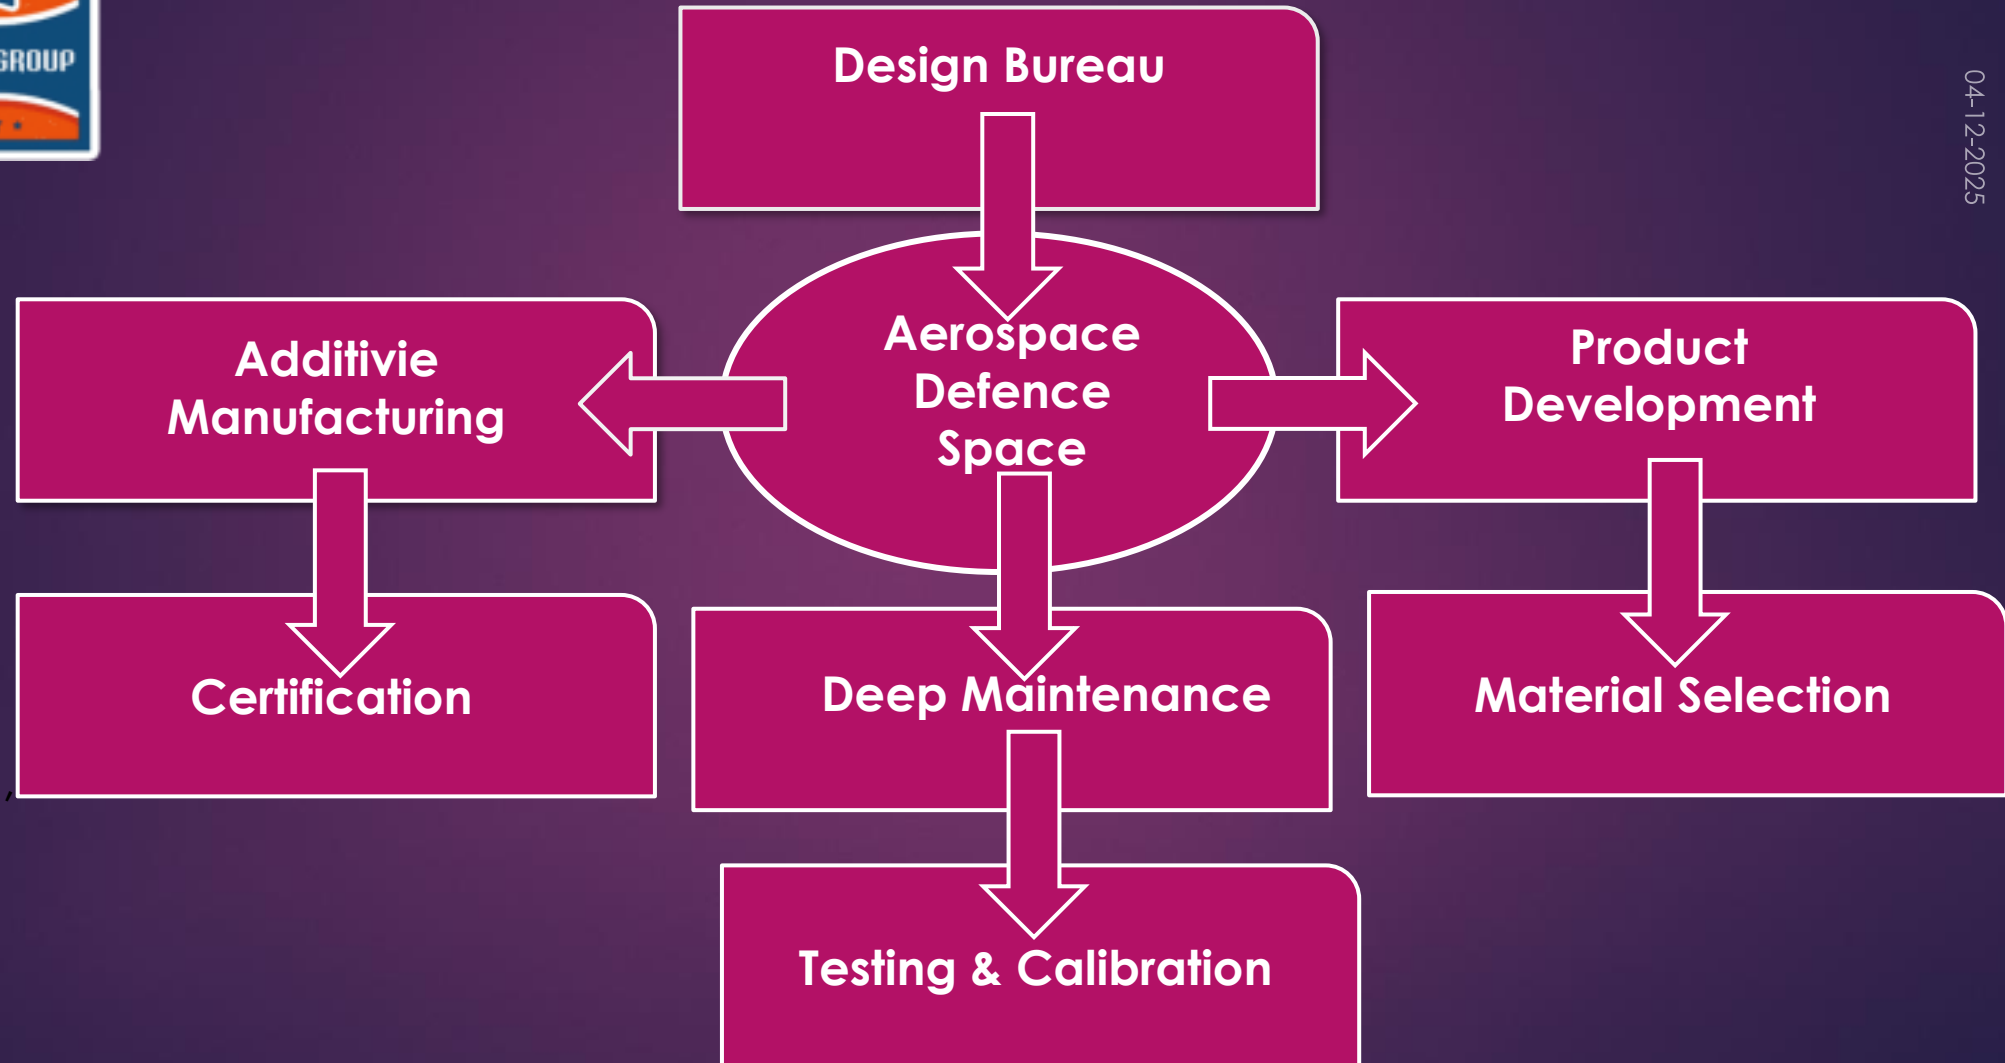 GROUP
Design Bureau
04-12-2025
Aerospace
Defence
Space
Additivie
Manufacturing
Product
Development
Certification
Deep Maintenance
Material Selection
,
Testing & Calibration